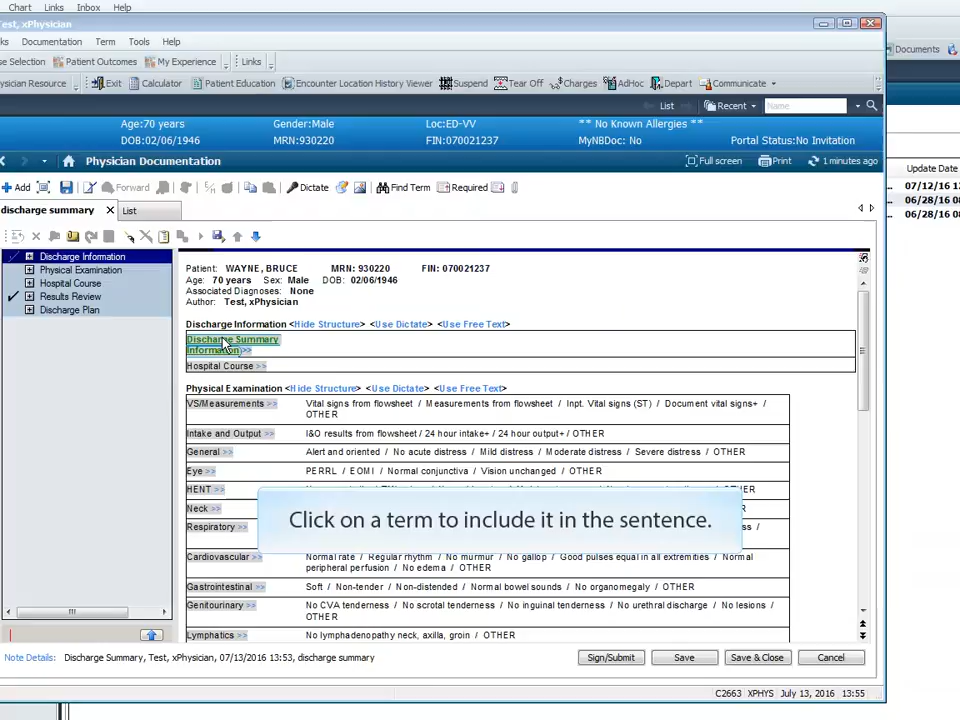 Chart Links Inbox Help
Test, xPhysician
ks Documentation Term Tools Help
se Selection Patient Outcomes My Experience Links
ysician Resource Exit Calculator Patient Education Encounter Location History Viewer Suspend Tear Off Charges AdHoc Depart Communicate
Documents
List Recent Name
Age:70 years Gender:Male Loc:ED-VV ** No Known Allergies **
DOB:02/06/1946 MRN:930220 FIN:070021237 MyNBDoc: No Portal Status:No Invitation
Physician Documentation Full screen Print 1 minutes ago
Update Date
Add Forward Dictate Find Term Required
07/12/16 1
06/28/16 08
06/28/16 08
discharge summary List
Discharge Information
Physical Examination
Hospital Course
Results Review
Discharge Plan
Patient: WAYNE, BRUCE MRN: 930220 FIN: 070021237
Age: 70 years Sex: Male DOB: 02/06/1946
Associated Diagnoses: None
Author: Test, xPhysician
Discharge Information <Hide Structure> <Use Dictate> <Use Free Text>
Discharge Summary
Information >>
Hospital Course >>
Physical Examination <Hide Structure> <Use Dictate> <Use Free Text>
VS/Measurements >> Vital signs from flowsheet / Measurements from flowsheet / Inpt. Vital signs (ST) / Document vital signs+ /
OTHER
Intake and Output >> I&O results from flowsheet / 24 hour intake+ / 24 hour output+ / OTHER
General >> Alert and oriented / No acute distress / Mild distress / Moderate distress / Severe distress / OTHER
Eye >> PERRL / EOMI / Normal conjunctiva / Vision unchanged / OTHER
HENT >> OTHER
Neck >>
Respiratory >>
Click on a term to include it in the sentence.
Cardiovascular >> Normal rate / Regular rhythm / No murmur / No gallop / Good pulses equal in all extremities / Normal
peripheral perfusion / No edema / OTHER
Gastrointestinal >> Soft / Non-tender / Non-distended / Normal bowel sounds / No organomegaly / OTHER
Genitourinary >> No CVA tenderness / No scrotal tenderness / No inguinal tenderness / No urethral discharge / No lesions /
OTHER
Lymphatics >> No lymphadenopathy neck, axilla, groin / OTHER
Note Details: Discharge Summary, Test, xPhysician, 07/13/2016 13:53, discharge summary Sign/Submit Save Save & Close Cancel
C2663 XPHYS July 13, 2016 13:55